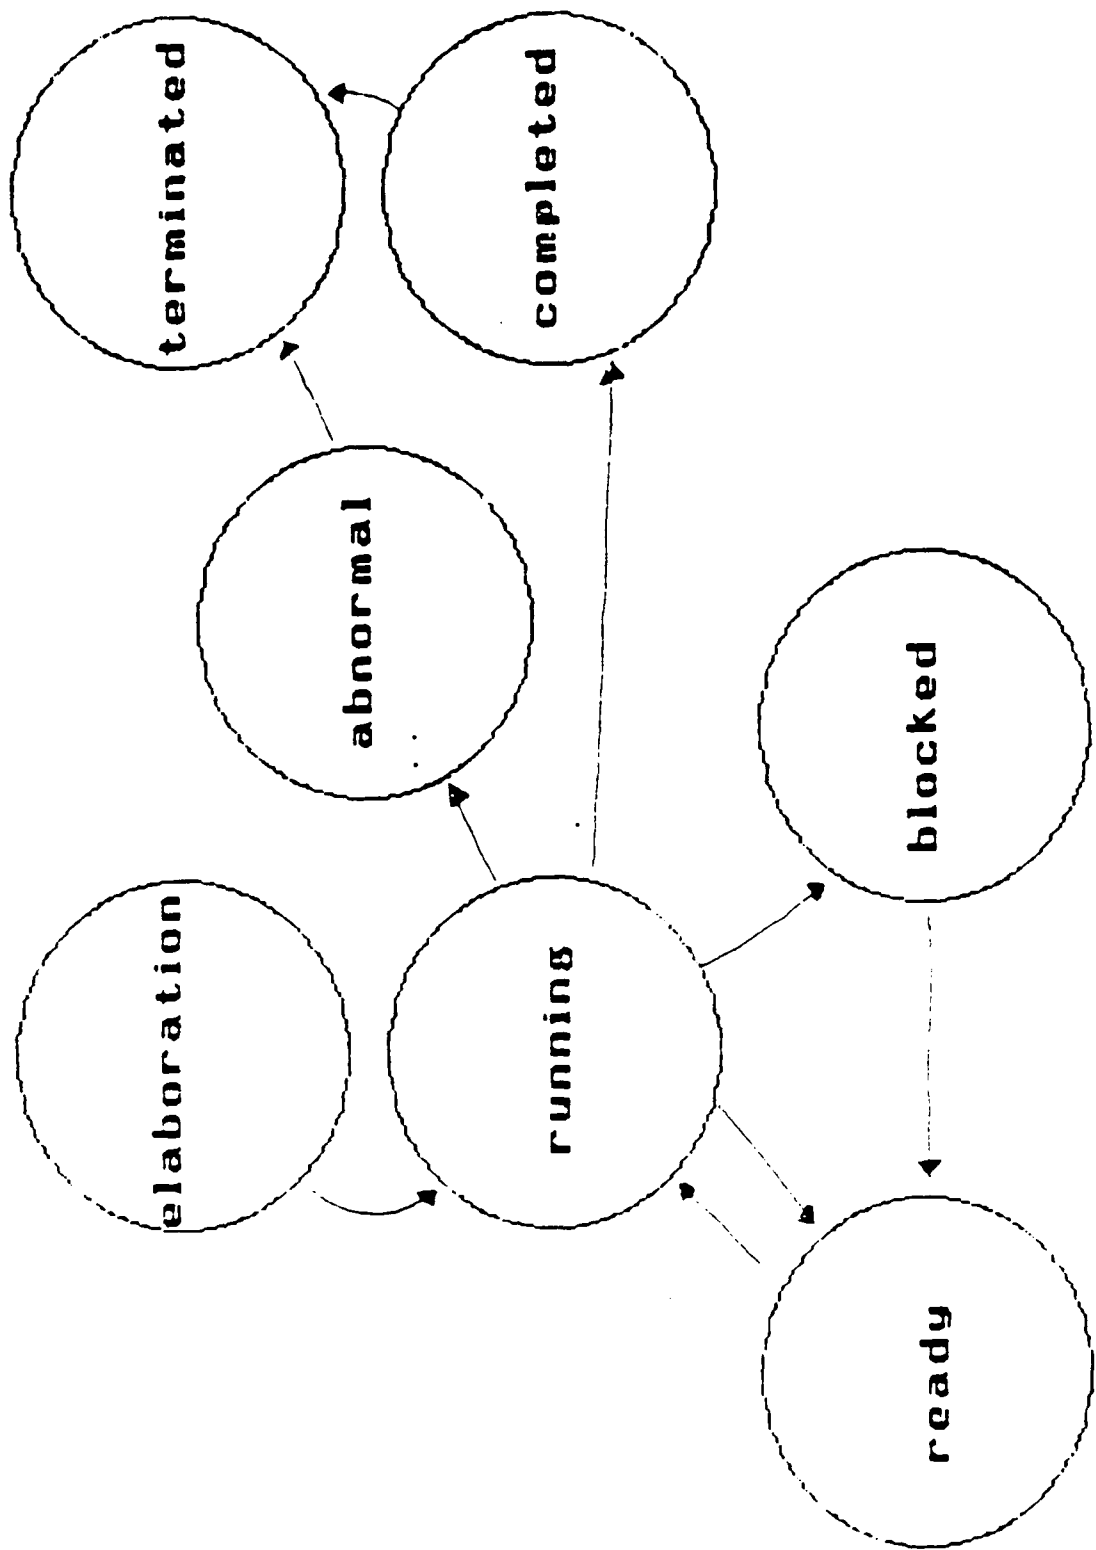 elaboration
terminated
abnormal
running
completed
ready
blocked